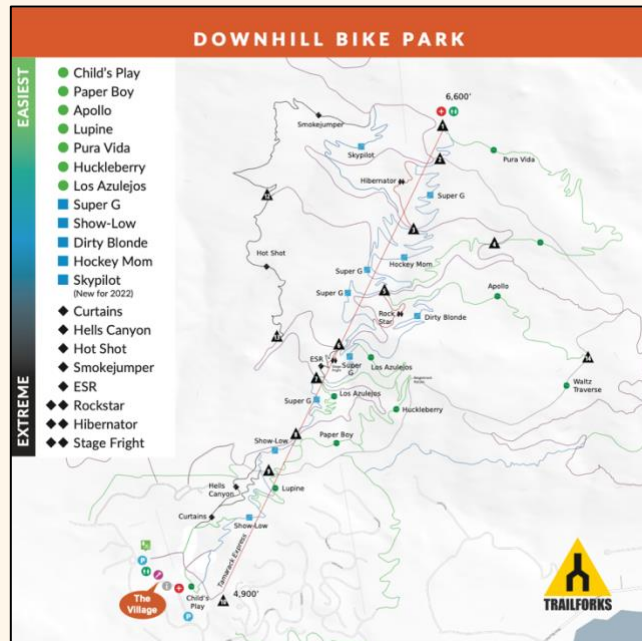 DOWNHILL BIKE PARK
EASIEST
EXTREME
Child's Play
Paper Boy
Apollo
Lupine
Pura Vida
Huckleberry
Los Azulejos
Super G
Show-Low
Dirty Blonde
Hockey Mom
Skypilot
(New for 2022)
Curtains
Hells Canyon
Hot Shot
Smokejumper
ESR
Rockstar
Hibernator
Stage Fright
6,600'
Smokejumper
Skypilot
Pura Vida
Hibernator
Super G
Hot Shot
Super G
Hockey Mom
Super G
Apollo
Rock
Star
Dirty Blonde
ESR
Super
G
Los Azulejos
Waltz
Traverse
Super G
Los Azulejos
Huckleberry
Paper Boy
Show-Low
Hells
Canyon
Lupine
Curtains
Show-Low
Tamarack Express
P
The
Village
i
Child's
Play
4,900'
P
TRAILFORKS